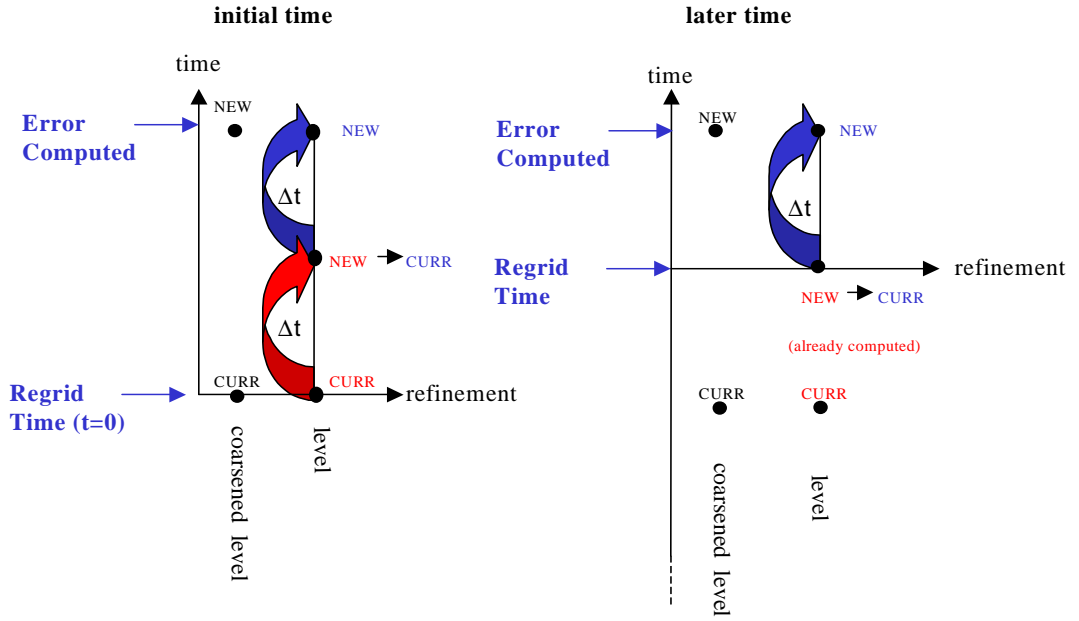 initial time
time
NEW
Error
Computed
NEW
Δt
NEW
CURR
Δt
CURR
CURR
refinement
Regrid
Time (t=0)
level
coarsened level
later time
time
NEW
Error
Computed
NEW
Δt
Regrid
Time
refinement
NEW
CURR
(already computed)
CURR
CURR
level
coarsened level